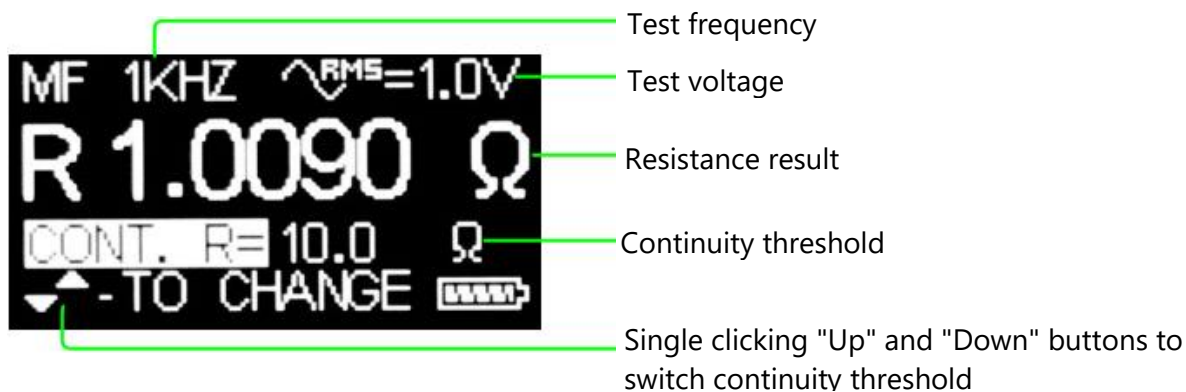 Test frequency
MF 1KHZ RMS=1.0V
Test voltage
R 1.0090 Ω
Resistance result
CONT. R= 10.0 Ω
Continuity threshold
-TO CHANGE
Single clicking "Up" and "Down" buttons to
switch continuity threshold